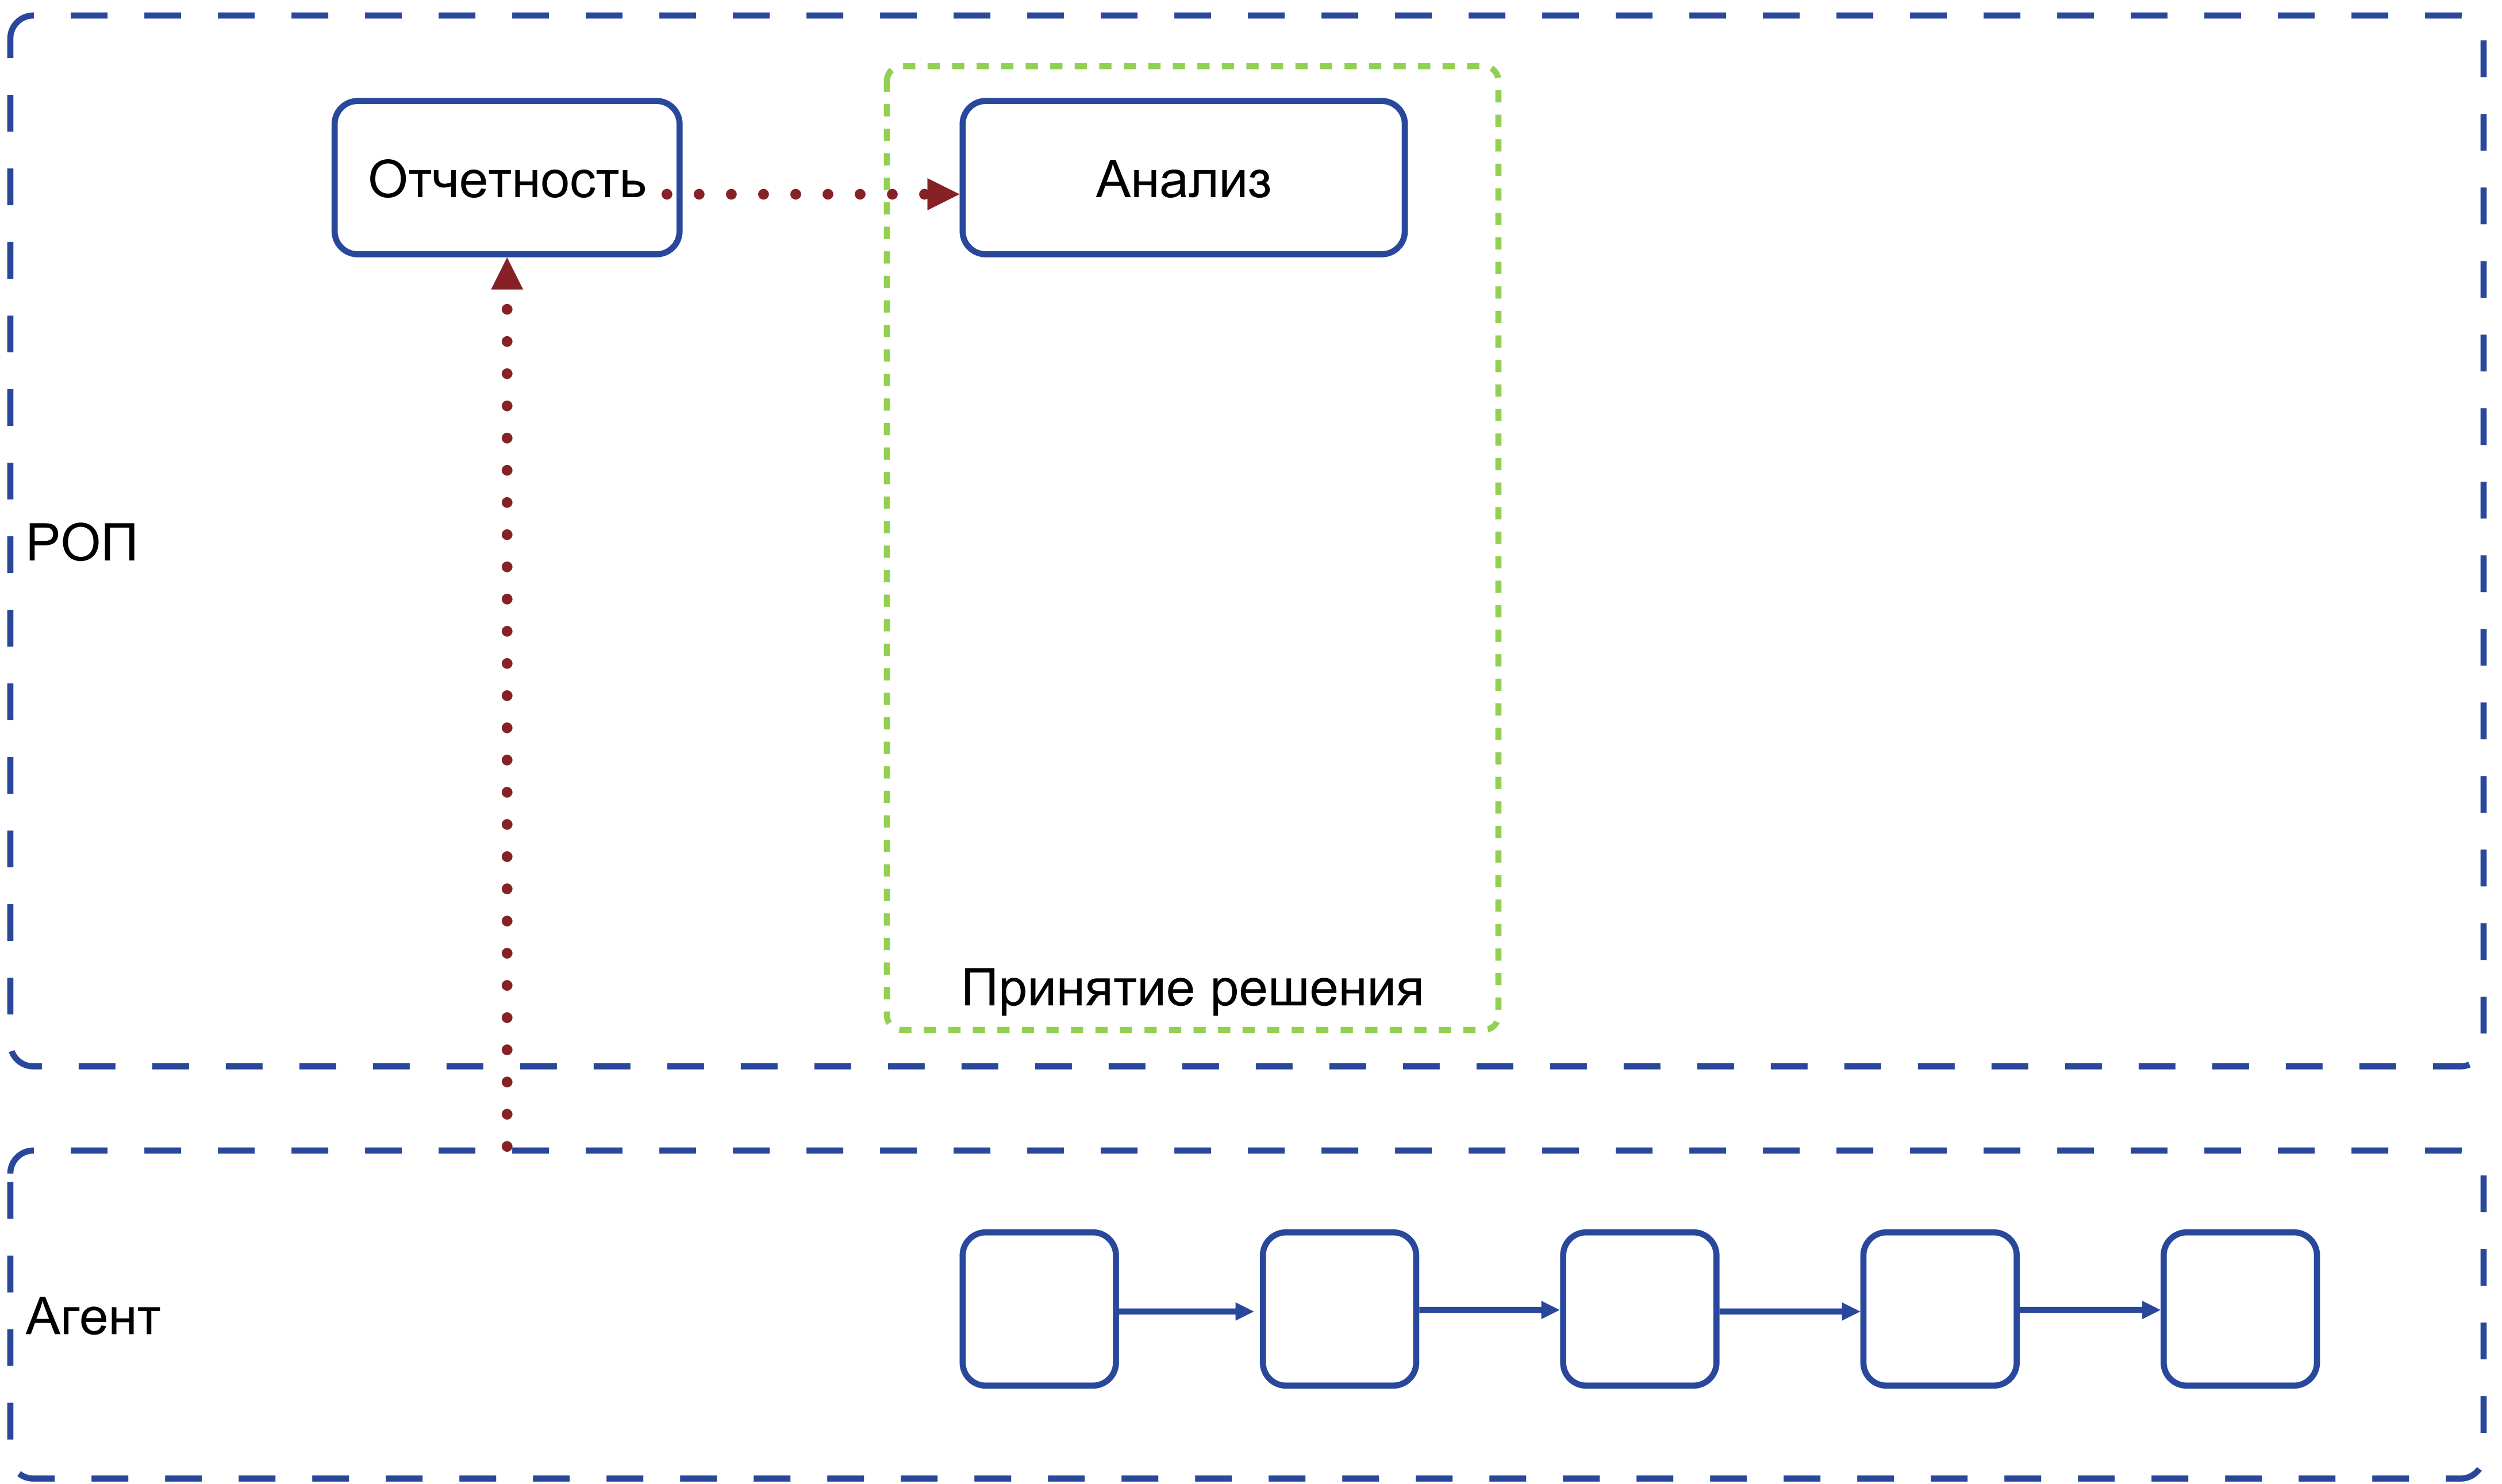 Отчетность
Анализ
РОП
Принятие решения
Агент